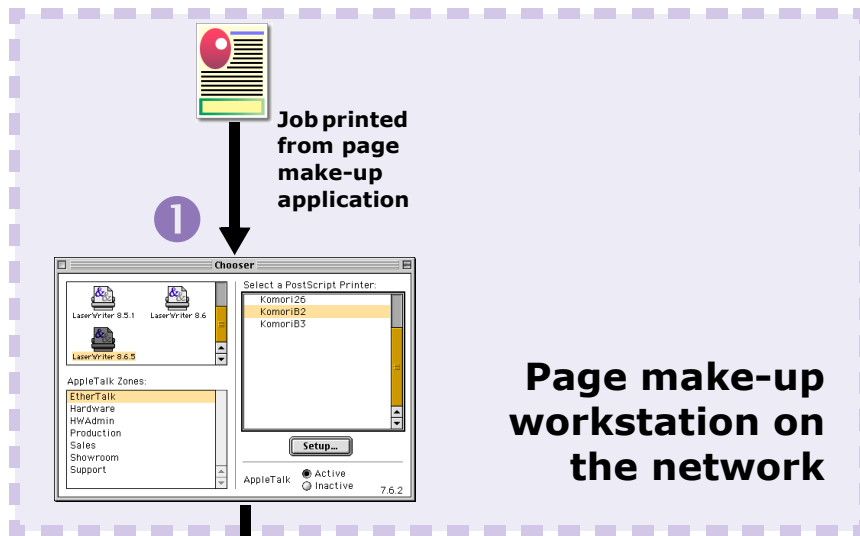 Job printed
from page
make-up
application
1
Chooser
LaserWriter 8.5.1
LaserWriter 8.6
LaserWriter 8.6.5
AppleTalk Zones:
EtherTalk
Hardware
HWAdmin
Production
Sales
Showroom
Support
Select a PostScript Printer:
Komori26
KomoriB2
KomoriB3
Setup...
AppleTalk
Active
Inactive
7.6.2
Page make-up
workstation on
the network